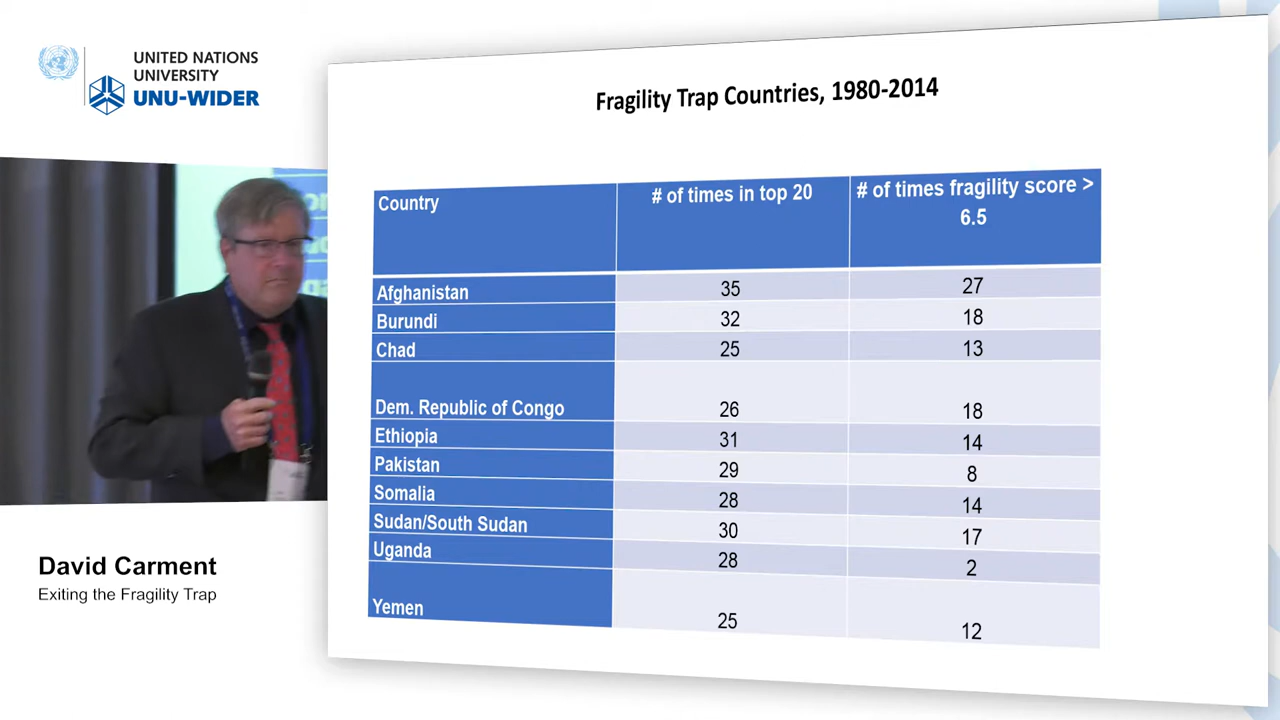 UNITED NATIONS
UNIVERSITY
UNU-WIDER
Fragility Trap Countries, 1980-2014
Country # of times in top 20 # of times fragility score >
6.5
Afghanistan 35 27
Burundi 32 18
Chad 25 13
Dem. Republic of Congo 26 18
Ethiopia 31 14
Pakistan 29 8
Somalia 28 14
Sudan/South Sudan 30 17
Uganda 28 2
Yemen 25 12
David Carment
Exiting the Fragility Trap